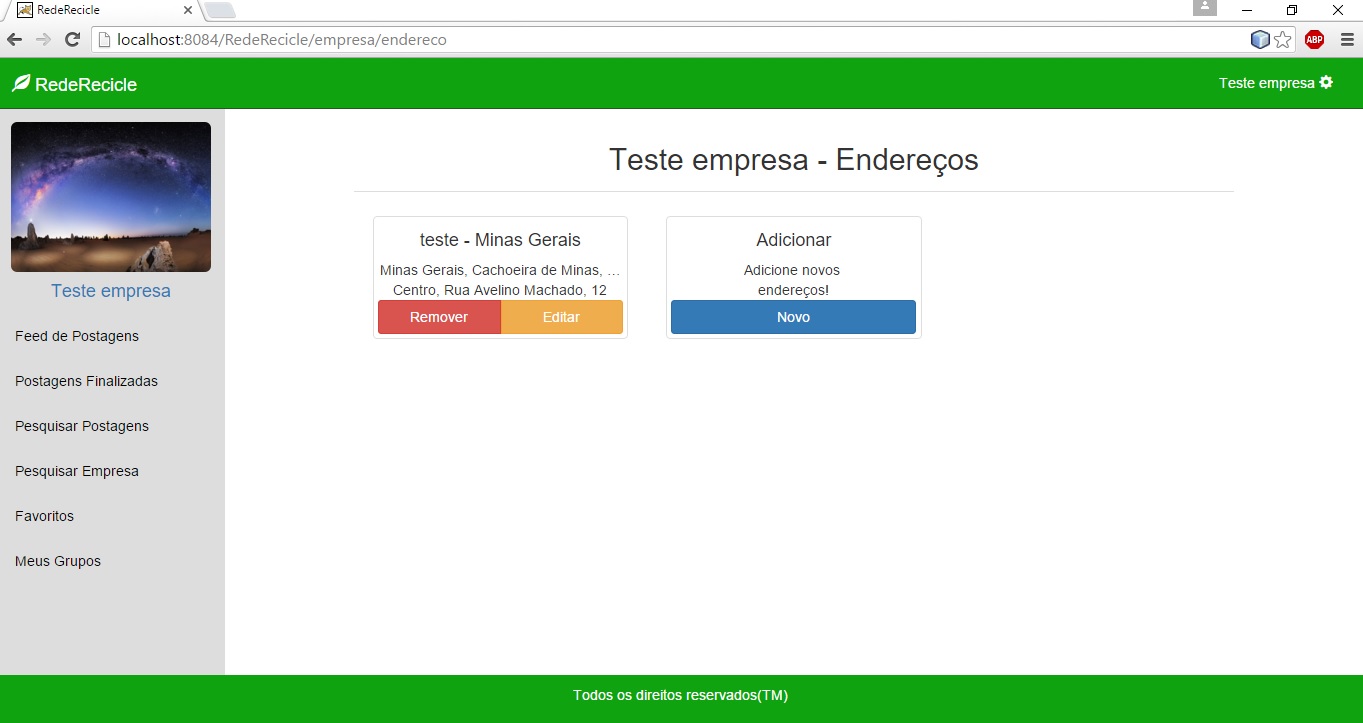 RedeRecicle
localhost:8084/RedeRecicle/empresa/endereco
ABP
RedeRecicle
Teste empresa
Teste empresa
Feed de Postagens
Postagens Finalizadas
Pesquisar Postagens
Pesquisar Empresa
Favoritos
Meus Grupos
Teste empresa - Endereços
teste - Minas Gerais
Minas Gerais, Cachoeira de Minas, ...
Centro, Rua Avelino Machado, 12
Remover
Editar
Adicionar
Adicione novos
endereços!
Novo
Todos os direitos reservados(TM)